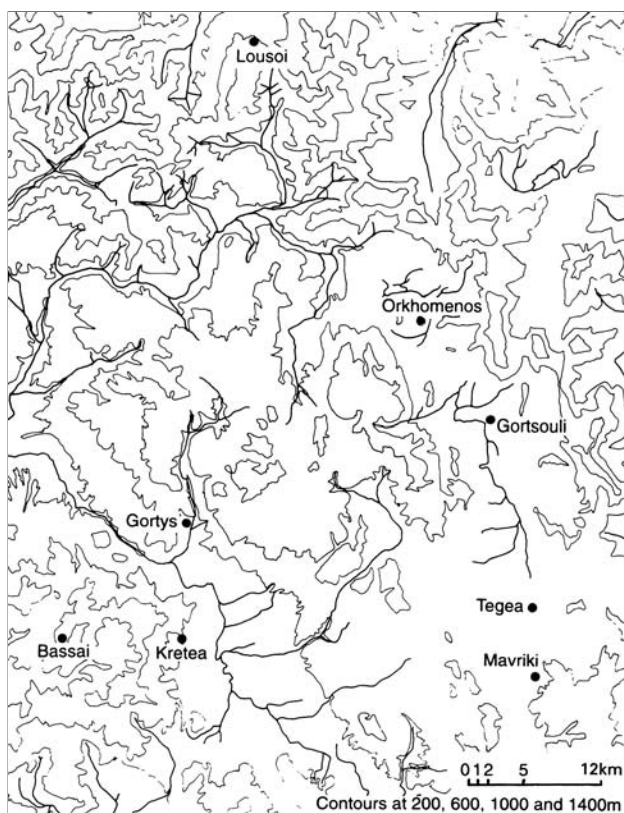 Lousoi
Orkhomenos
Gortsouli
Gortys
Tegea
Bassai
Kretea
Mavriki
0 1 2 5 12km
Contours at 200, 600, 1000 and 1400m